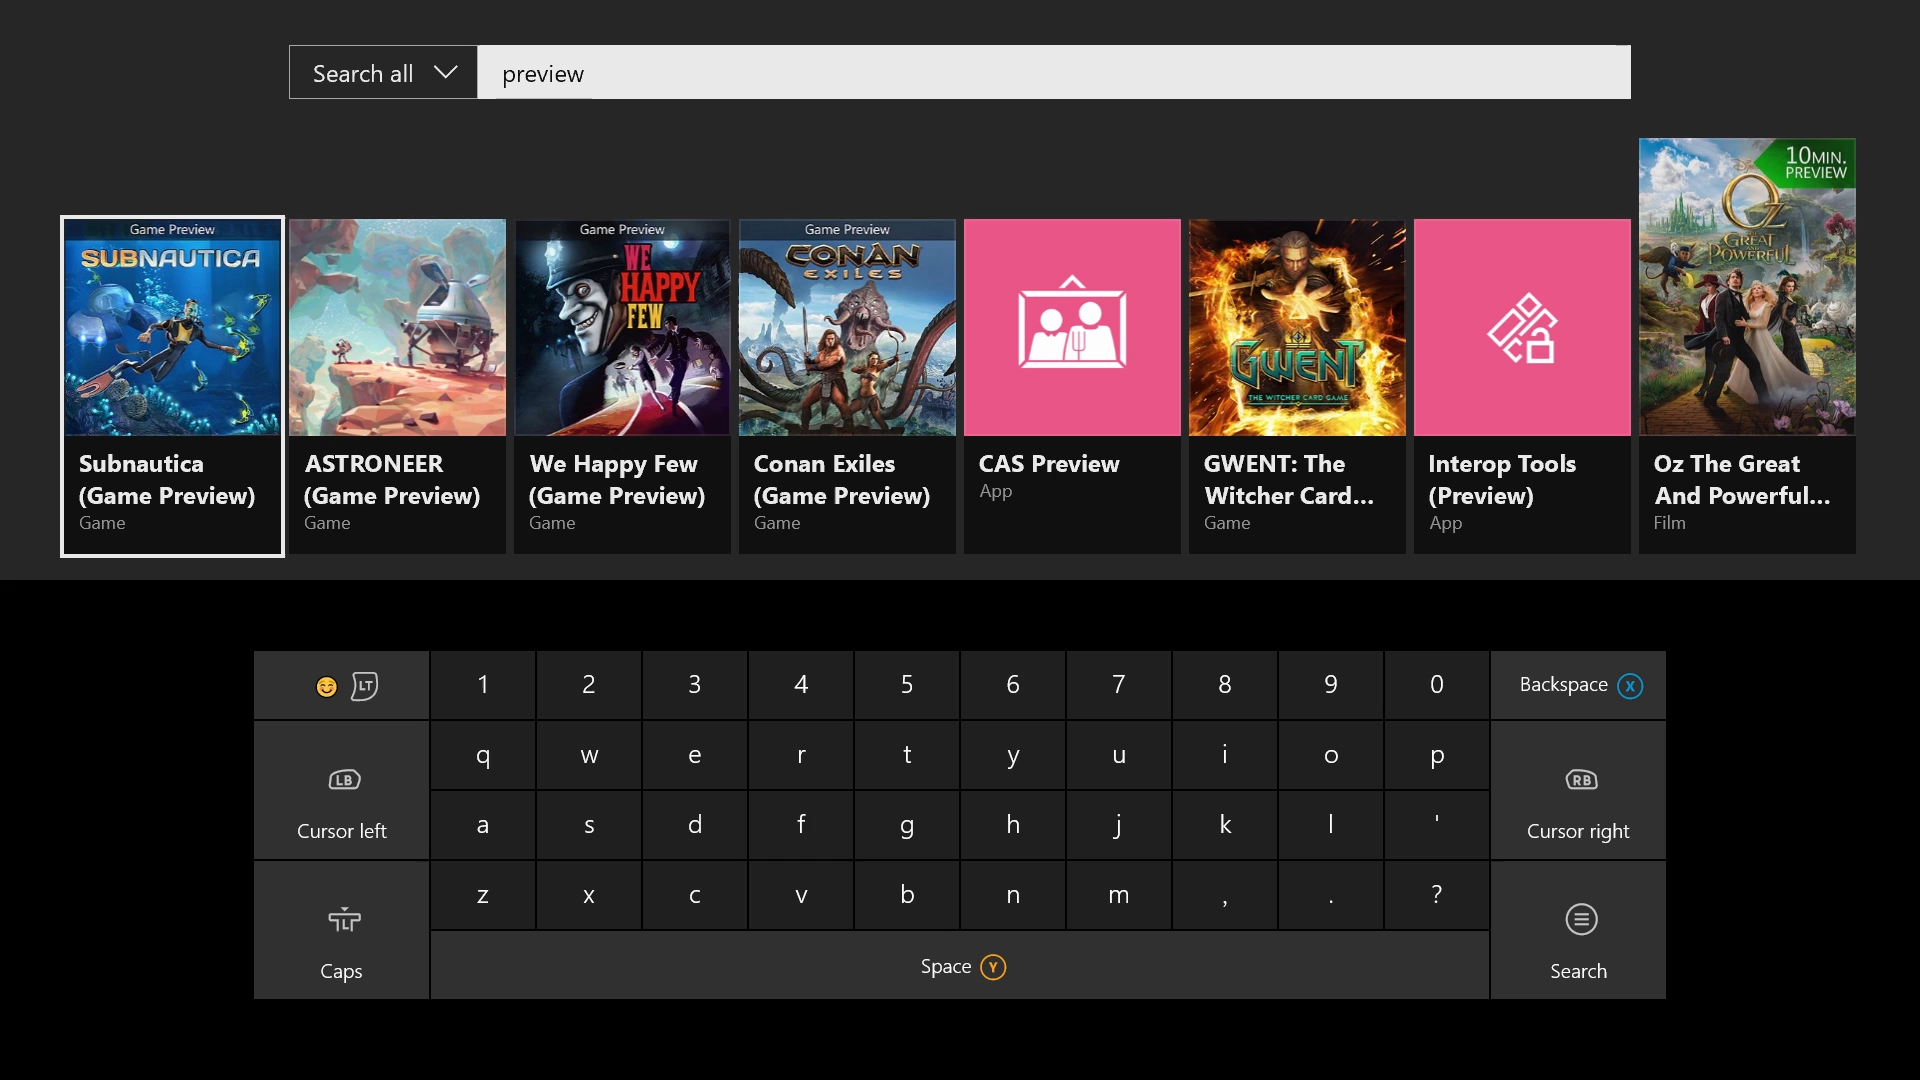 Search all
preview
10MIN.
PREVIEW
Game Preview
SUBNAUTICA
Game Preview
WE
HAPPY
FEW
Game Preview
CONAN
EXILES
GWENT
THE WITCHER CARD GAME
OZ
THE
GREAT
AND
POWERFUL
Subnautica
(Game Preview)
Game
ASTRONEER
(Game Preview)
Game
We Happy Few
(Game Preview)
Game
Conan Exiles
(Game Preview)
Game
CAS Preview
App
GWENT: The
Witcher Card...
Game
Interop Tools
(Preview)
App
Oz The Great
And Powerful...
Film
LT 1 2 3 4 5 6 7 8 9 0 Backspace X
q w e r t y u i o p
LB RB
Cursor left Cursor right
a s d f g h j k l '
z x c v b n m , . ?
LT
Caps Search
Space Y